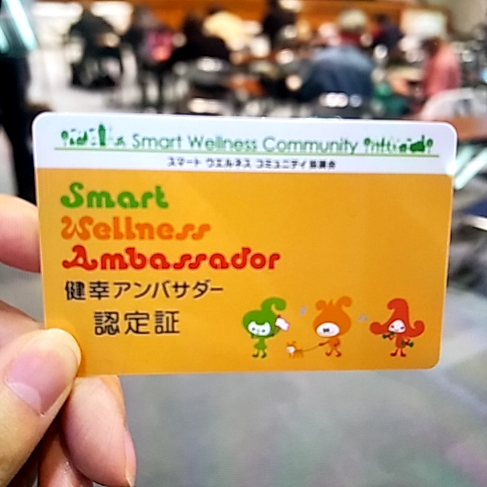 Smart Wellness Community
スマート ウエルネス コミュニティ協議会
Smart
Wellness
Ambassador
健幸アンバサダー
認定証